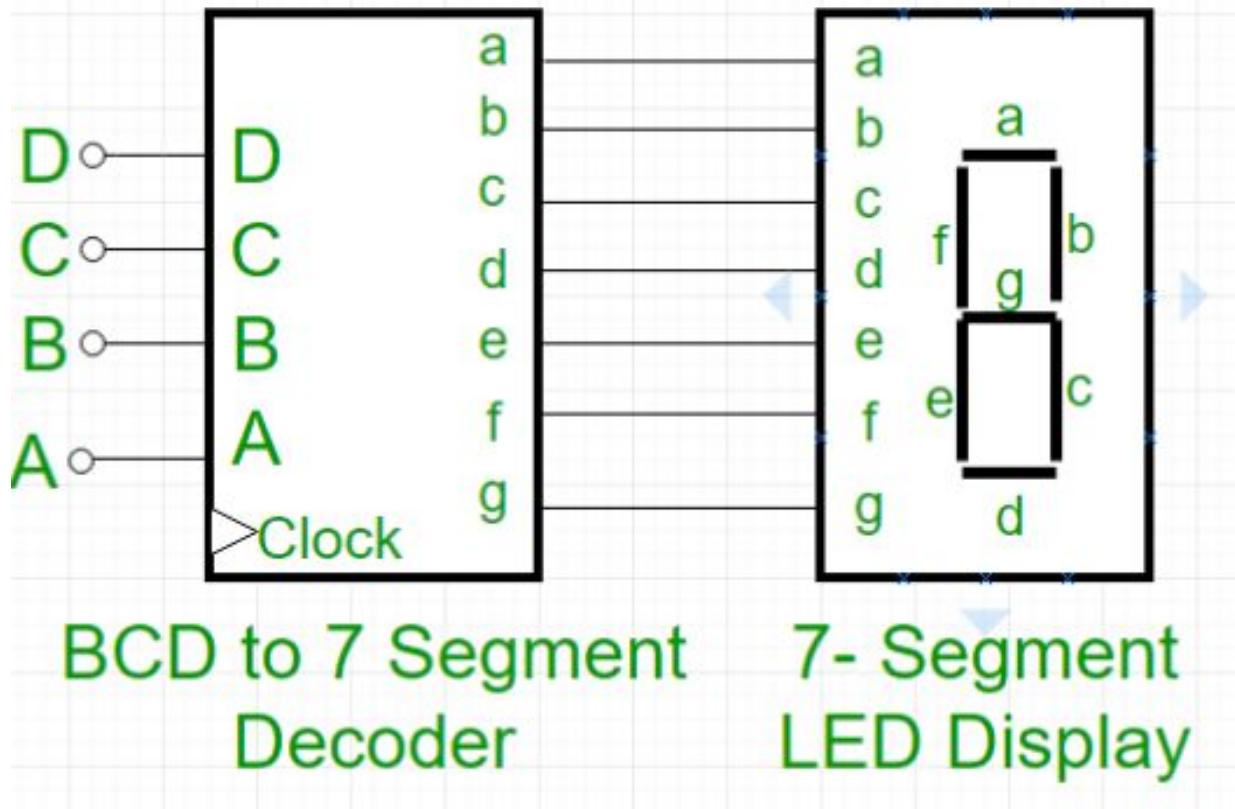 D
C
B
A
D
C
B
A
Clock
a
b
c
d
e
f
g
a
b
c
d
e
f
g
a
f
b
g
e
c
d
BCD to 7 Segment
Decoder
7- Segment
LED Display